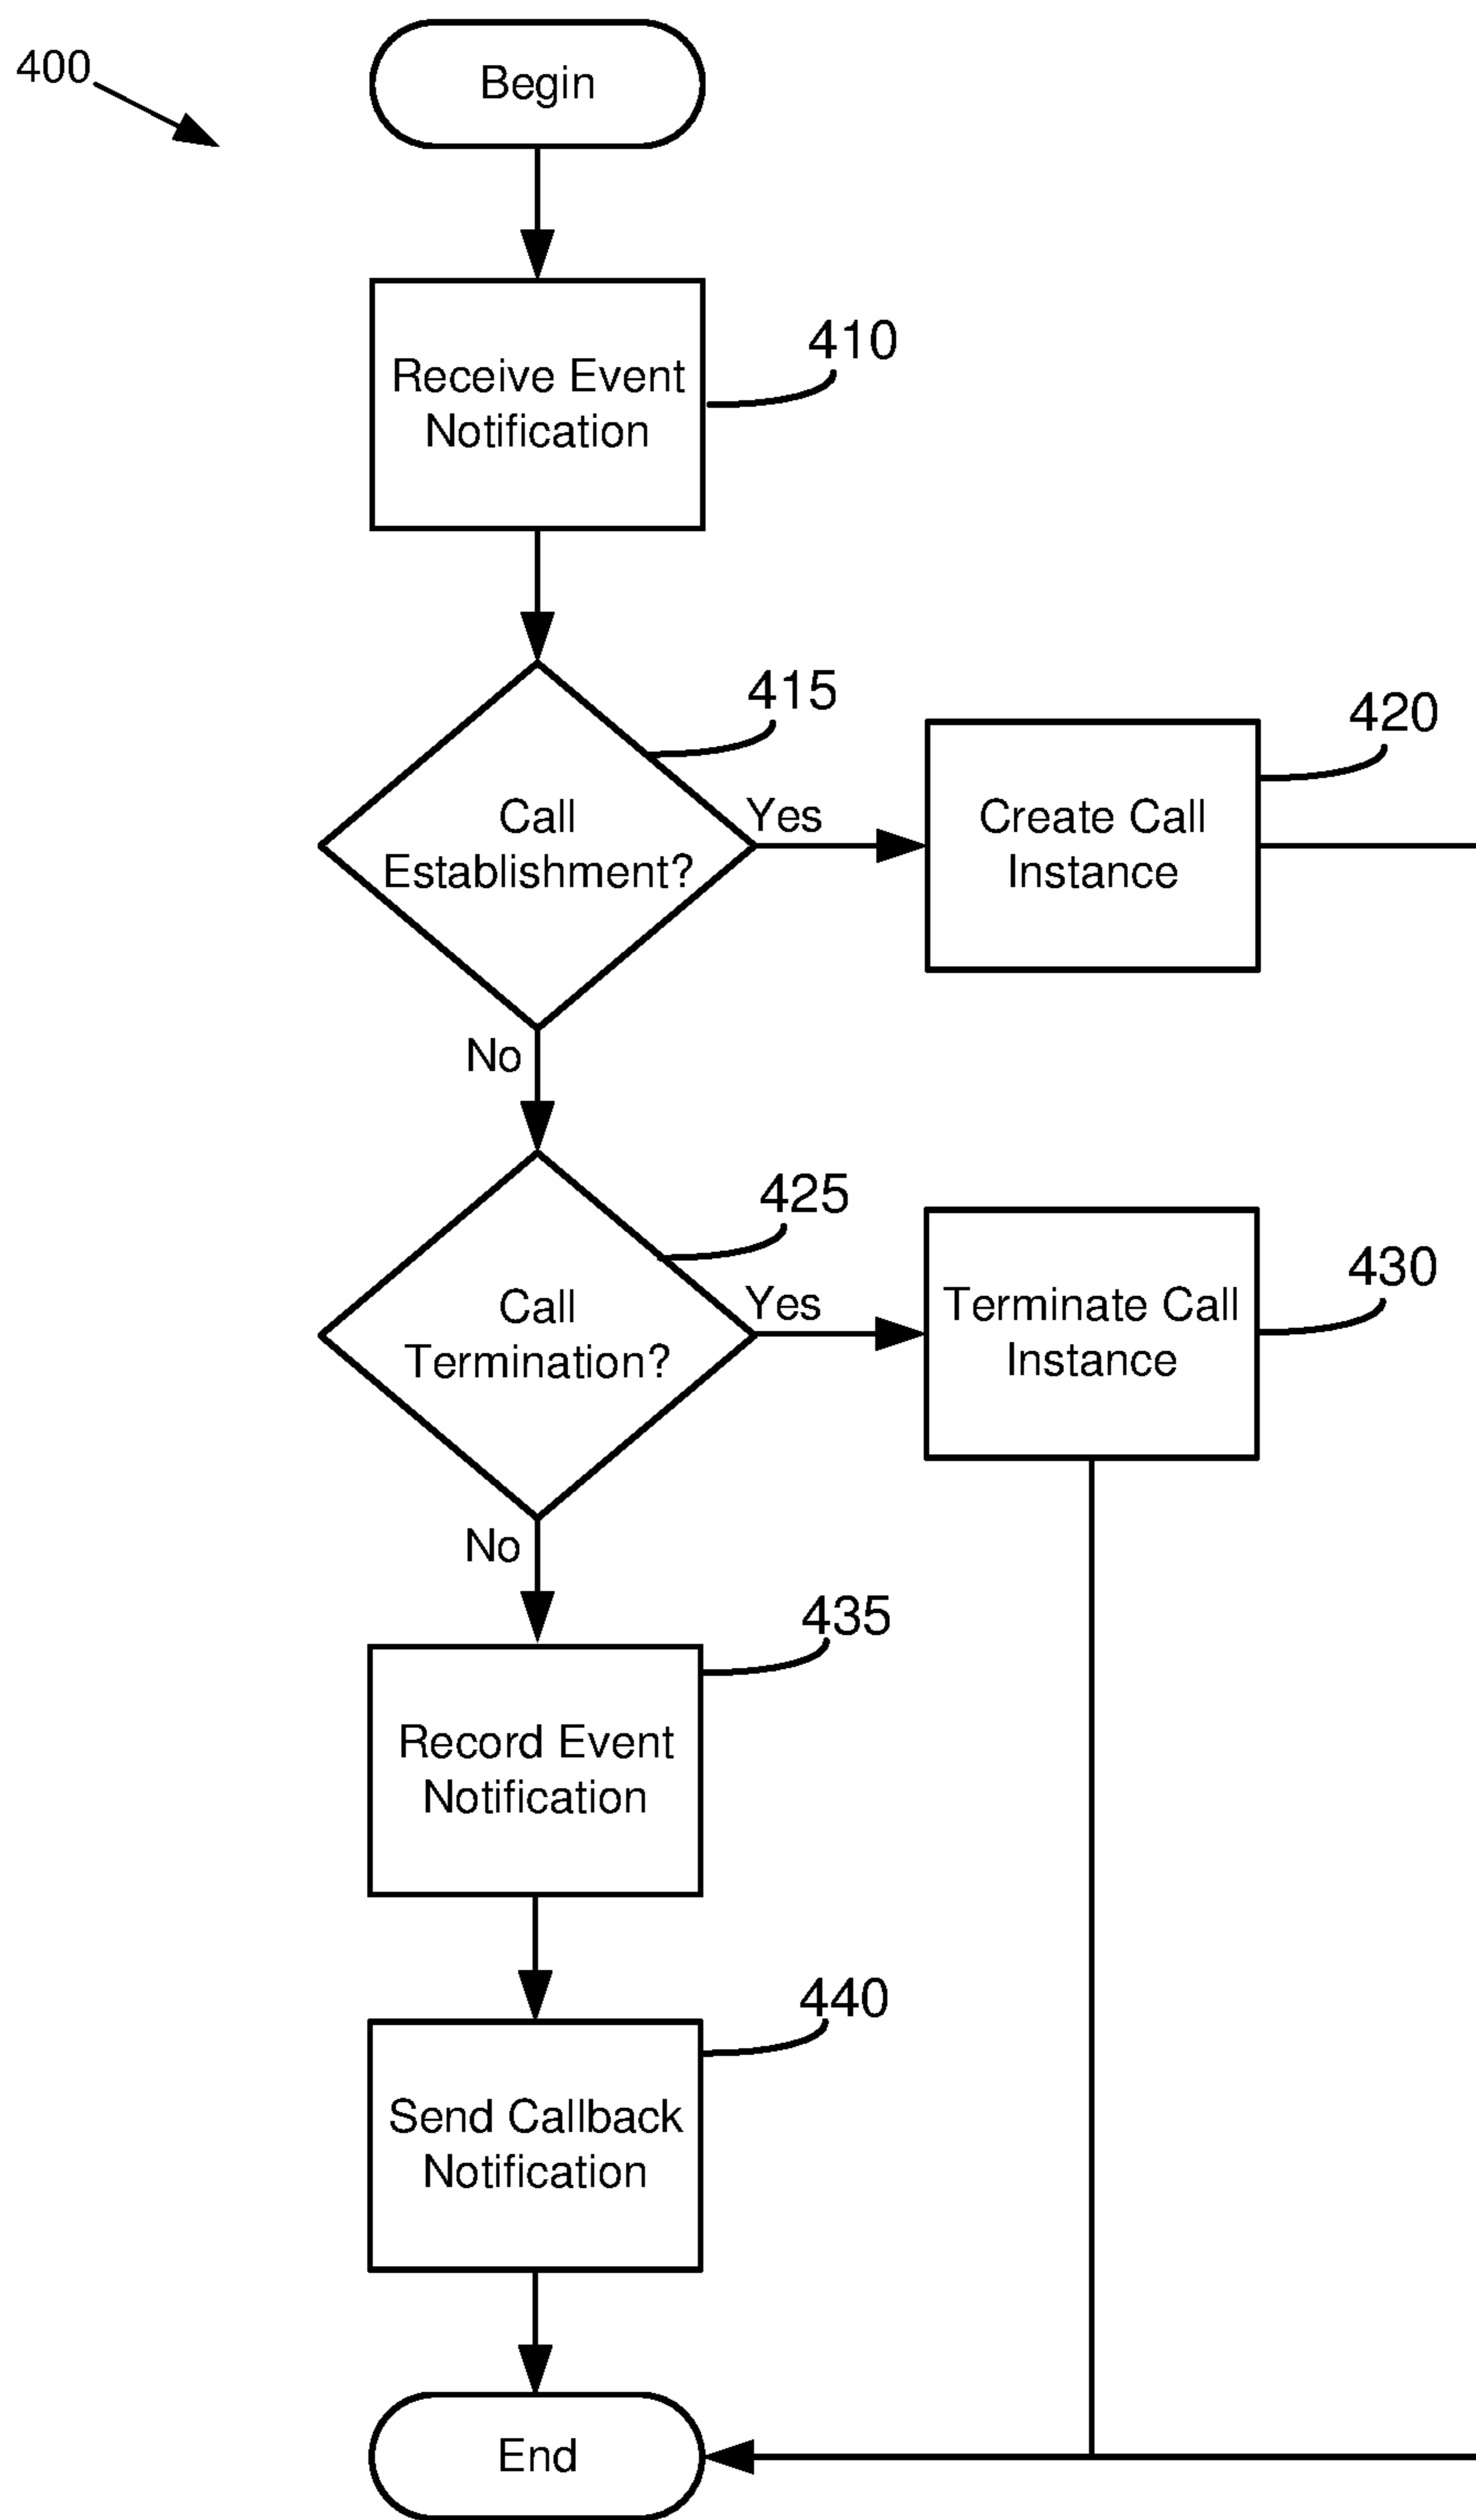 400
Begin
Receive Event
Notification
410
415
Call
Establishment?
Yes
420
Create Call
Instance
No
425
Call
Termination?
Yes
430
Terminate Call
Instance
No
435
Record Event
Notification
440
Send Callback
Notification
End